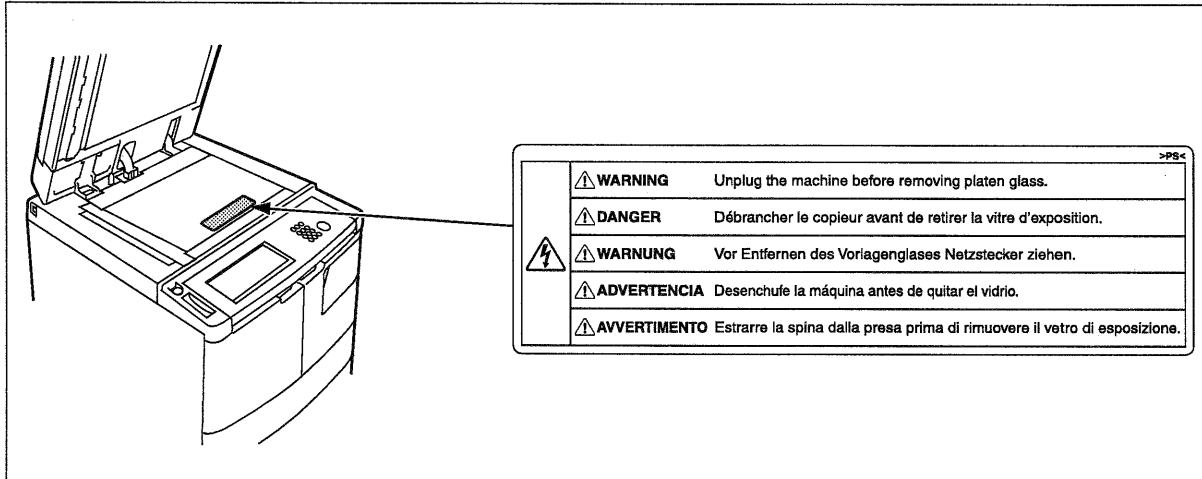 >PS<
WARNING Unplug the machine before removing platen glass.
DANGER Débrancher le copieur avant de retirer la vitre d'exposition.
WARNUNG Vor Entfernen des Vorlagenglases Netzstecker ziehen.
ADVERTENCIA Desenchufe la máquina antes de quitar el vidrio.
AVVERTIMENTO Estrarre la spina dalla presa prima di rimuovere il vetro di esposizione.